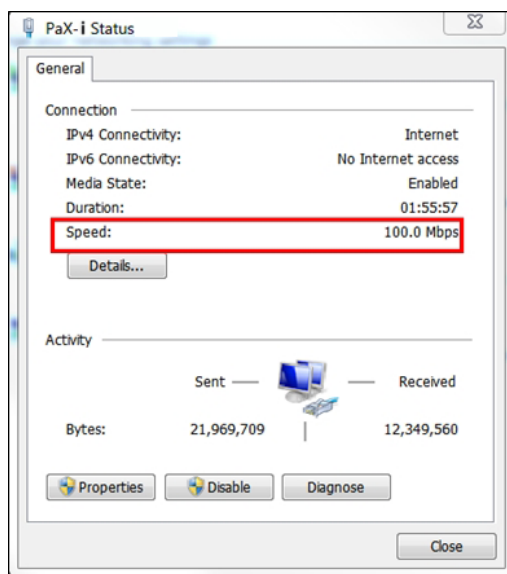 PaX-i Status
General
Connection
IPv4 Connectivity: Internet
IPv6 Connectivity: No Internet access
Media State: Enabled
Duration: 01:55:57
Speed: 100.0 Mbps
Details...
Activity
Sent Received
Bytes: 21,969,709 12,349,560
Properties Disable Diagnose
Close